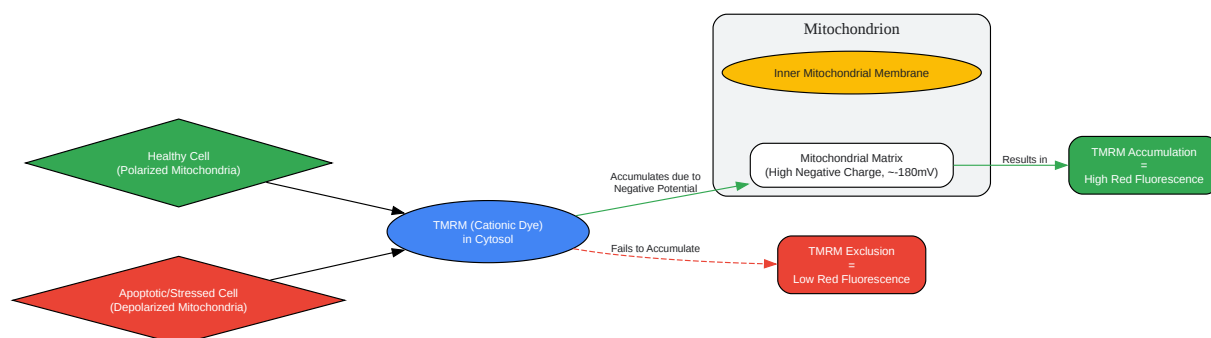 Mitochondrion
Inner Mitochondrial Membrane
Healthy Cell
(Polarized Mitochondria)
Accumulates due to
Negative Potential
Mitochondrial Matrix
(High Negative Charge, ~-180mV)
Results in
TMRM Accumulation
=
High Red Fluorescence
TMRM (Cationic Dye)
in Cytosol
Fails to Accumulate
TMRM Exclusion
=
Low Red Fluorescence
Apoptotic/Stressed Cell
(Depolarized Mitochondria)